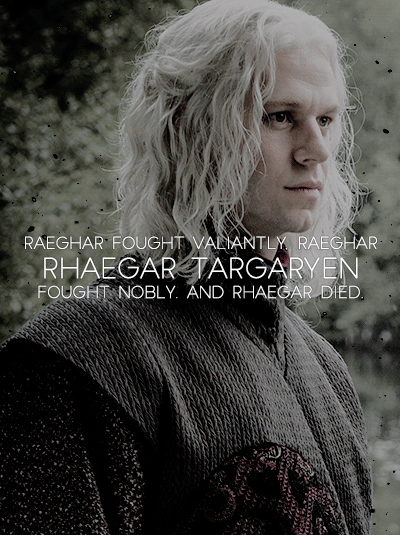 RAEGHAR FOUGHT VALIANTLY, RAEGHAR
RHAEGAR TARGARYEN
FOUGHT NOBLY. AND RHAEGAR DIED.